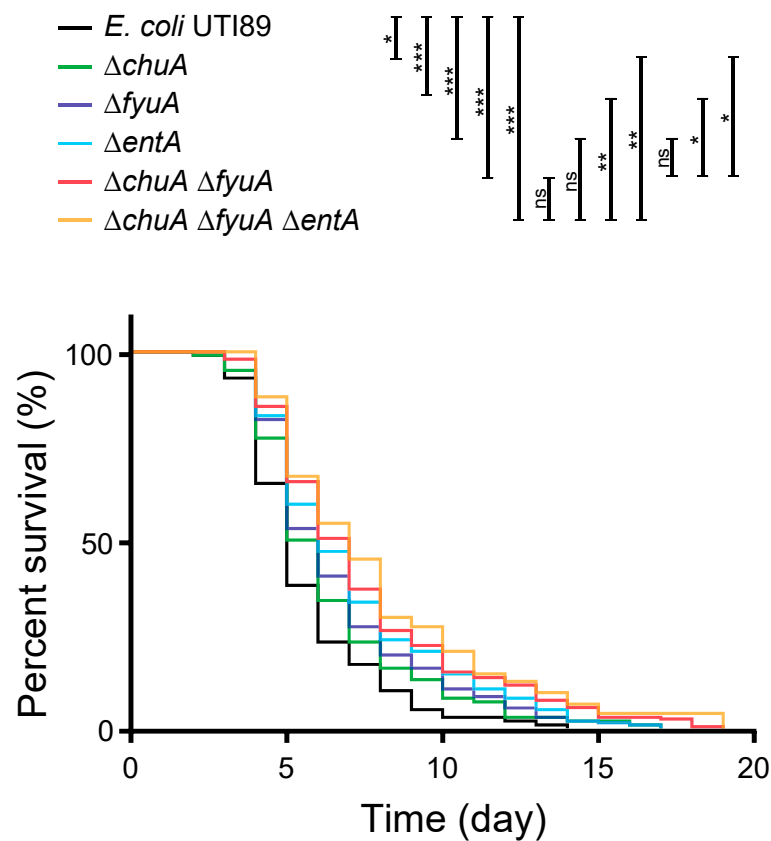 E. coli UTI89
ΔchuA
ΔfyuA
ΔentA
ΔchuA ΔfyuA
ΔchuA ΔfyuA ΔentA
* *** *** *** *** ns ns ** ** ns * *
Percent survival (%)
100
50
0
0 5 10 15 20
Time (day)